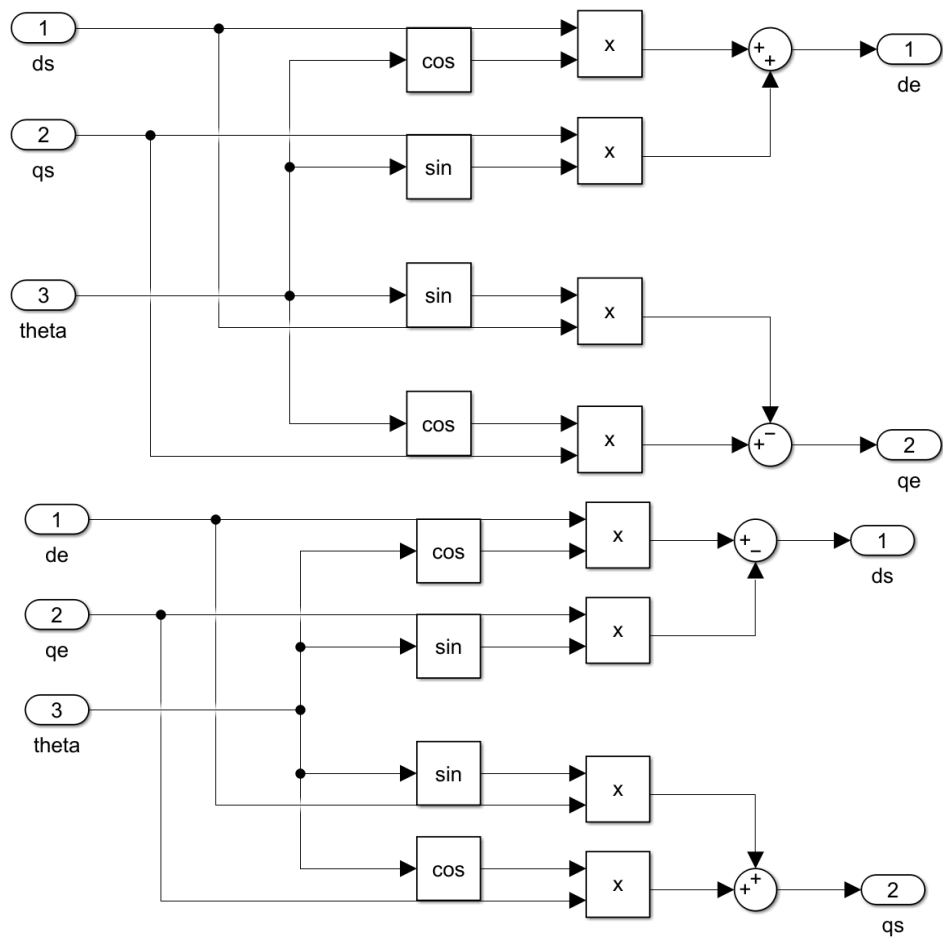 1
ds
cos
x
+
+
1
de
2
qs
sin
x
3
theta
sin
x
cos
x
−
+
2
qe
1
de
cos
x
+
−
1
ds
2
qe
sin
x
3
theta
sin
x
cos
x
+
+
2
qs